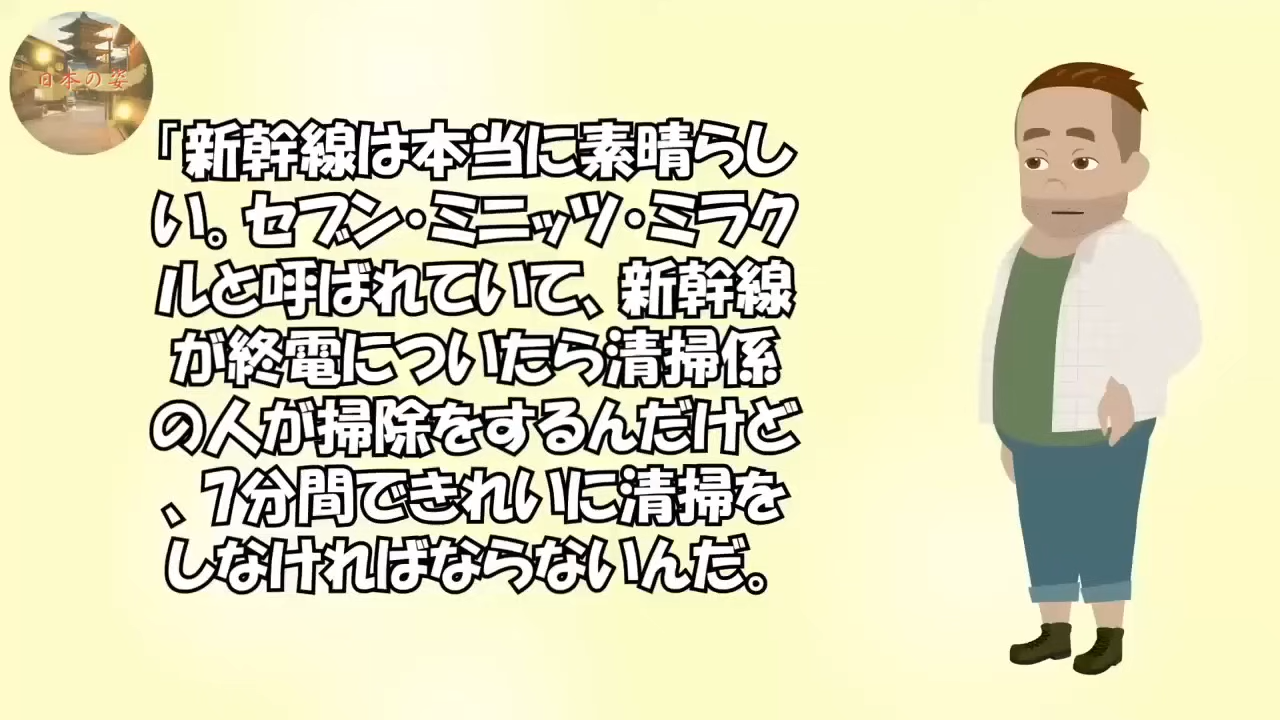 日本の姿
「新幹線は本当に素晴らし
い。セブン・ミニッツ・ミラク
ルと呼ばれていて、新幹線
が終電についたら清掃係
の人が掃除をするんだけど
、7分間できれいに清掃を
しなければならないんだ。